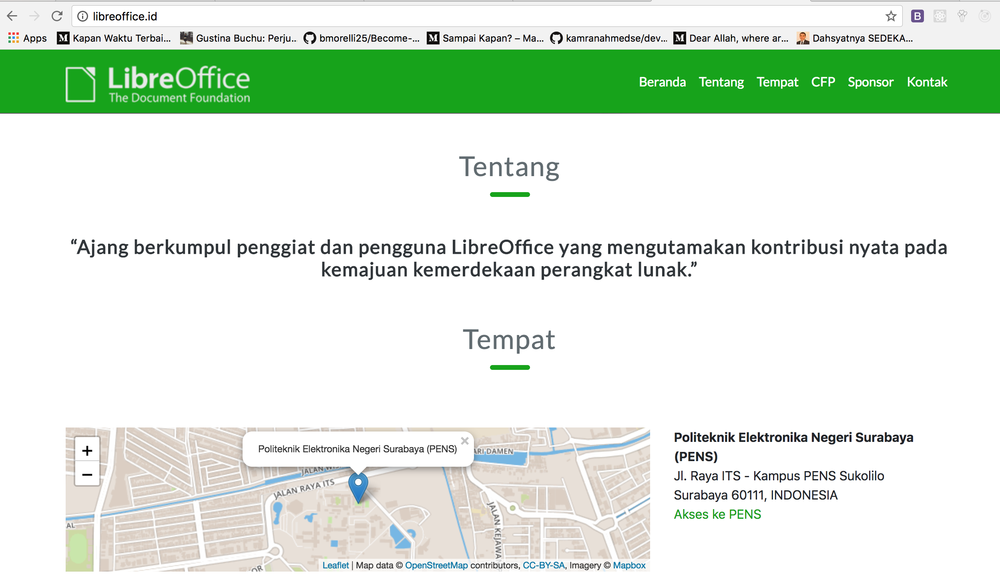 libreoffice.id
Apps
Kapan Waktu Terbai...
Gustina Buchu: Perju...
bmorelli25/Become-...
Sampai Kapan? – Ma...
kamranahmedse/dev...
Dear Allah, where ar...
Dahsyatnya SEDEKA...
LibreOffice
The Document Foundation
Beranda Tentang Tempat CFP Sponsor Kontak
Tentang
“Ajang berkumpul penggiat dan pengguna LibreOffice yang mengutamakan kontribusi nyata pada
kemajuan kemerdekaan perangkat lunak.”
Tempat
+
−
Politeknik Elektronika Negeri Surabaya (PENS)
×
ARI DAMEN
JALAN
JALAN RAYA ITS
JALAN KEJAWAN
AL
OR
Leaflet | Map data © OpenStreetMap contributors, CC-BY-SA, Imagery © Mapbox
Politeknik Elektronika Negeri Surabaya
(PENS)
Jl. Raya ITS - Kampus PENS Sukolilo
Surabaya 60111, INDONESIA
Akses ke PENS